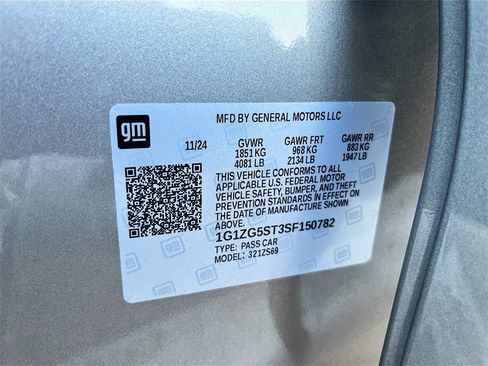 gm
MFD BY GENERAL MOTORS LLC
11/24 GVWR GAWR FRT GAWR RR
1851 KG 968 KG 883 KG
4081 LB 2134 LB 1947 LB
THIS VEHICLE CONFORMS TO ALL
APPLICABLE U.S. FEDERAL MOTOR
VEHICLE SAFETY, BUMPER, AND THEFT
PREVENTION STANDARDS IN EFFECT ON
THE DATE OF MANUFACTURE SHOWN
ABOVE.
1G1ZG5ST3SF150782
TYPE: PASS CAR
MODEL: 321ZS69